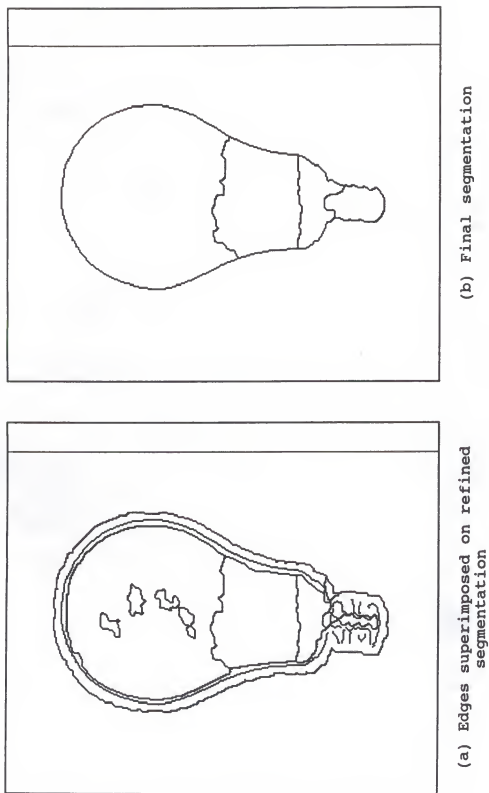 (a) Edges superimposed on refined
segmentation
(b) Final segmentation